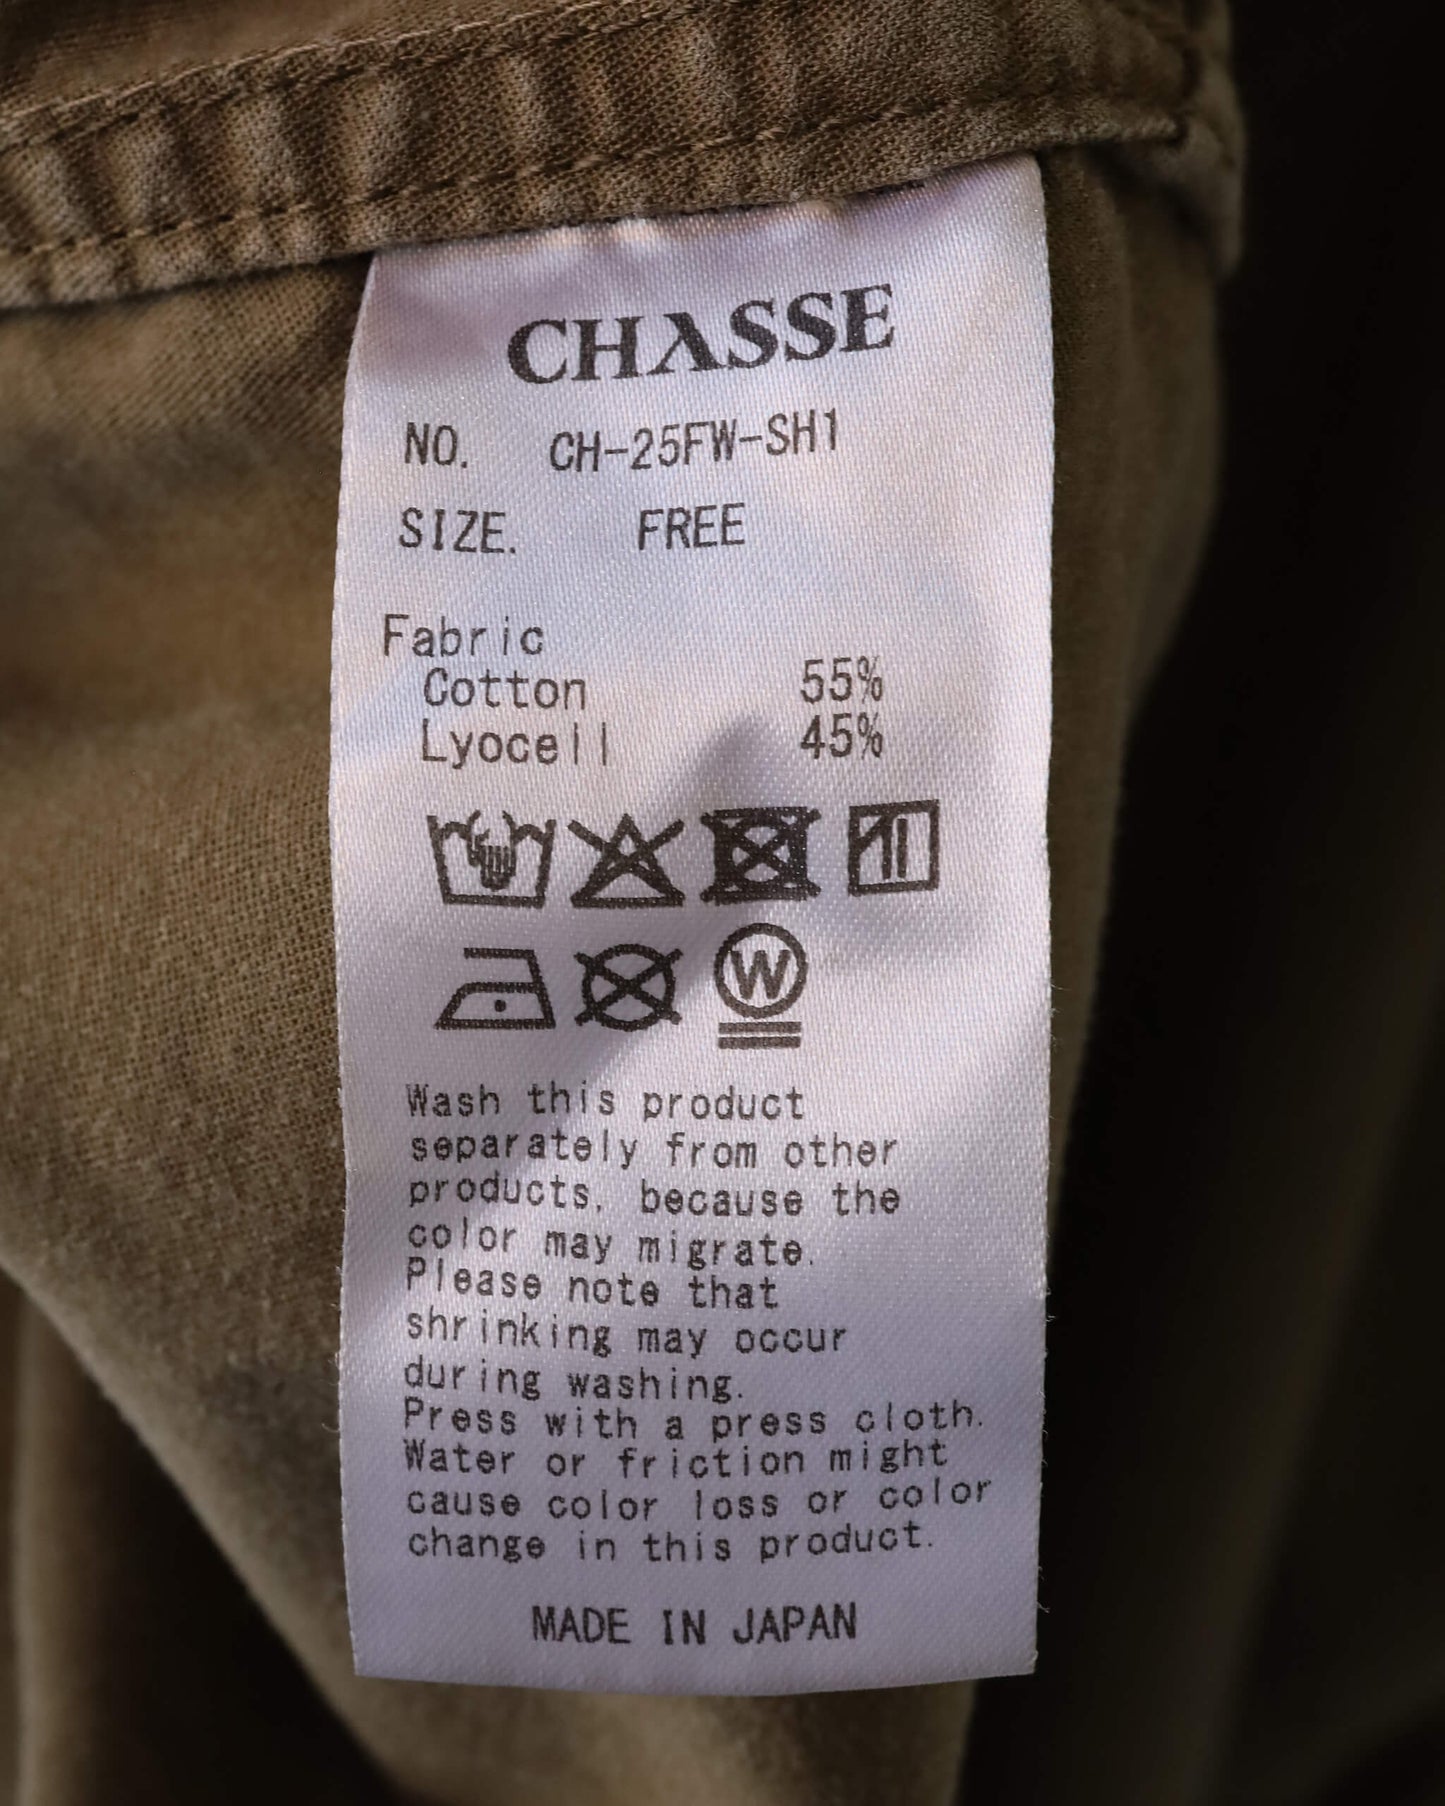 CHASSE
NO. CH-25FW-SH1
SIZE. FREE
Fabric
Cotton 55%
Lyocell 45%
W
Wash this product
separately from other
products, because the
color may migrate.
Please note that
shrinking may occur
during washing.
Press with a press cloth.
Water or friction might
cause color loss or color
change in this product.
MADE IN JAPAN